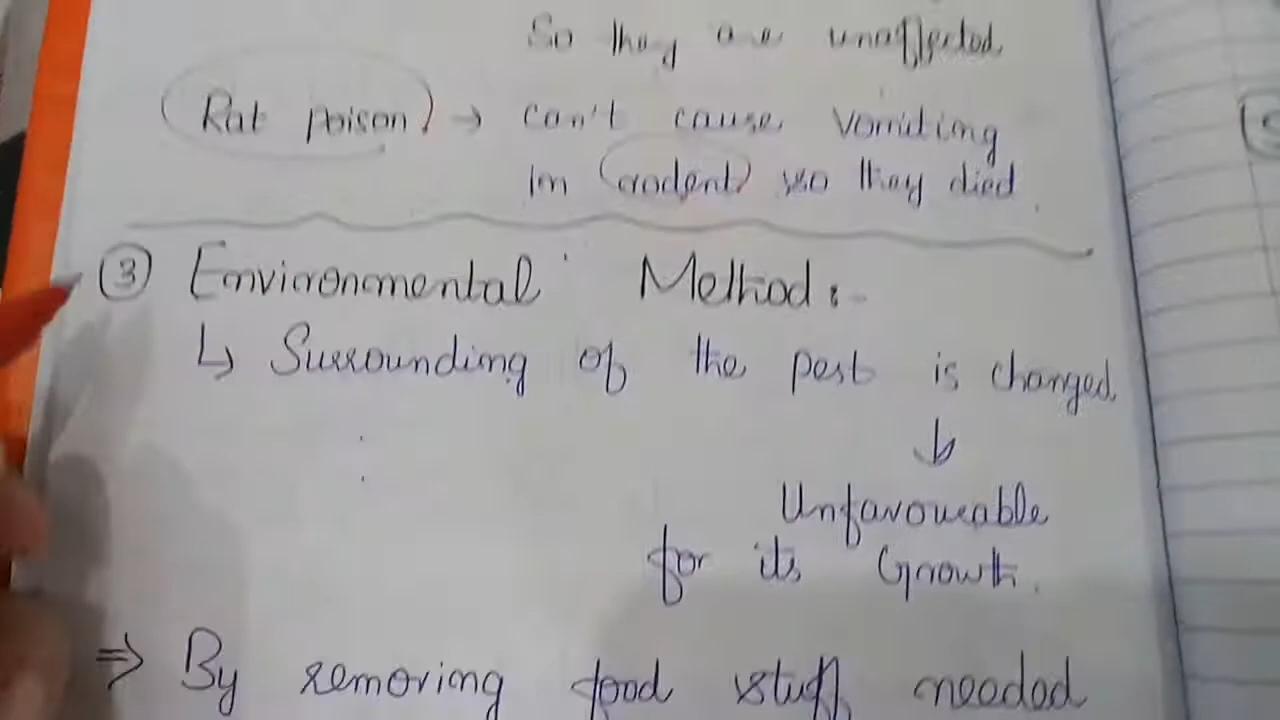 So they are unaffected
Rat poison → can't cause vomiting
in rodent so they died.
③ Environmental Method:-
↳ Surrounding of the pest is changed
↓
Unfavourable
for its Growth.
⇒ By removing food stuff needed